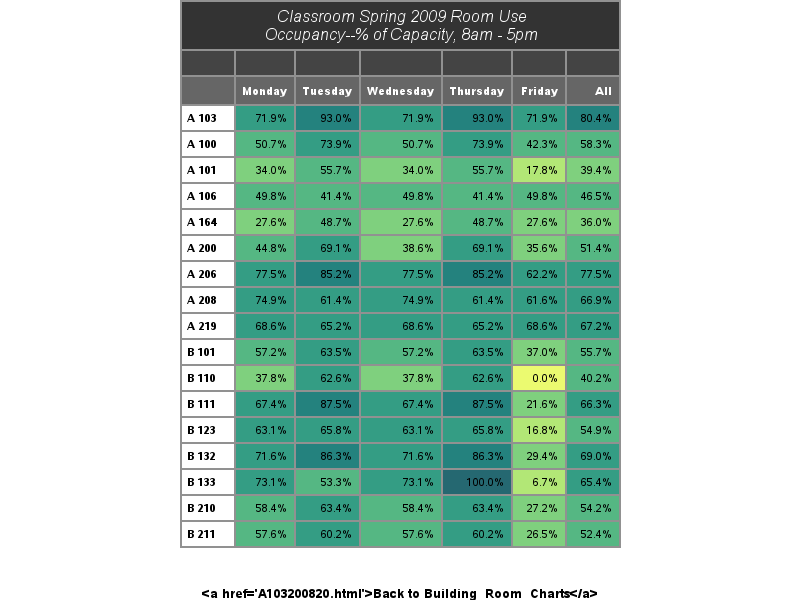 Classroom Spring 2009 Room Use
Occupancy--% of Capacity, 8am - 5pm
Monday Tuesday Wednesday Thursday Friday All
A 103 71.9% 93.0% 71.9% 93.0% 71.9% 80.4%
A 100 50.7% 73.9% 50.7% 73.9% 42.3% 58.3%
A 101 34.0% 55.7% 34.0% 55.7% 17.8% 39.4%
A 106 49.8% 41.4% 49.8% 41.4% 49.8% 46.5%
A 164 27.6% 48.7% 27.6% 48.7% 27.6% 36.0%
A 200 44.8% 69.1% 38.6% 69.1% 35.6% 51.4%
A 206 77.5% 85.2% 77.5% 85.2% 62.2% 77.5%
A 208 74.9% 61.4% 74.9% 61.4% 61.6% 66.9%
A 219 68.6% 65.2% 68.6% 65.2% 68.6% 67.2%
B 101 57.2% 63.5% 57.2% 63.5% 37.0% 55.7%
B 110 37.8% 62.6% 37.8% 62.6% 0.0% 40.2%
B 111 67.4% 87.5% 67.4% 87.5% 21.6% 66.3%
B 123 63.1% 65.8% 63.1% 65.8% 16.8% 54.9%
B 132 71.6% 86.3% 71.6% 86.3% 29.4% 69.0%
B 133 73.1% 53.3% 73.1% 100.0% 6.7% 65.4%
B 210 58.4% 63.4% 58.4% 63.4% 27.2% 54.2%
B 211 57.6% 60.2% 57.6% 60.2% 26.5% 52.4%
<a href='A103200820.html'>Back to Building_Room_Charts</a>